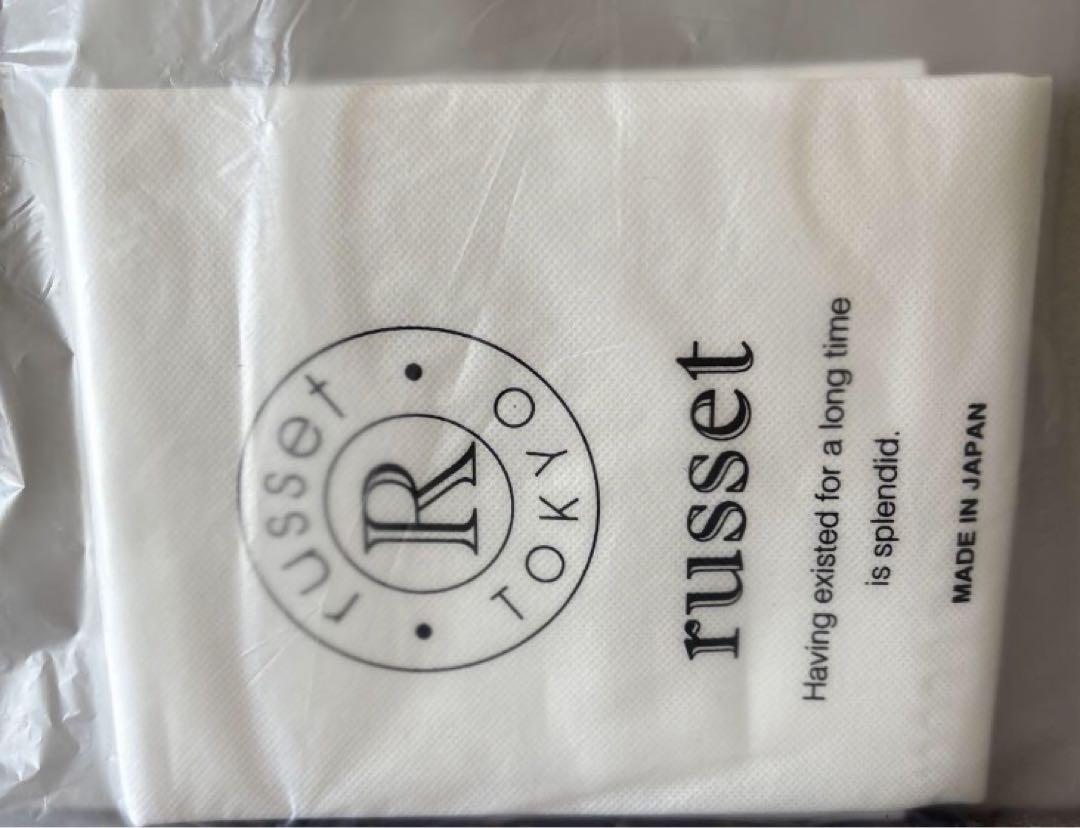 russet
R
TOKYO
russet
Having existed for a long time
is splendid.
MADE IN JAPAN